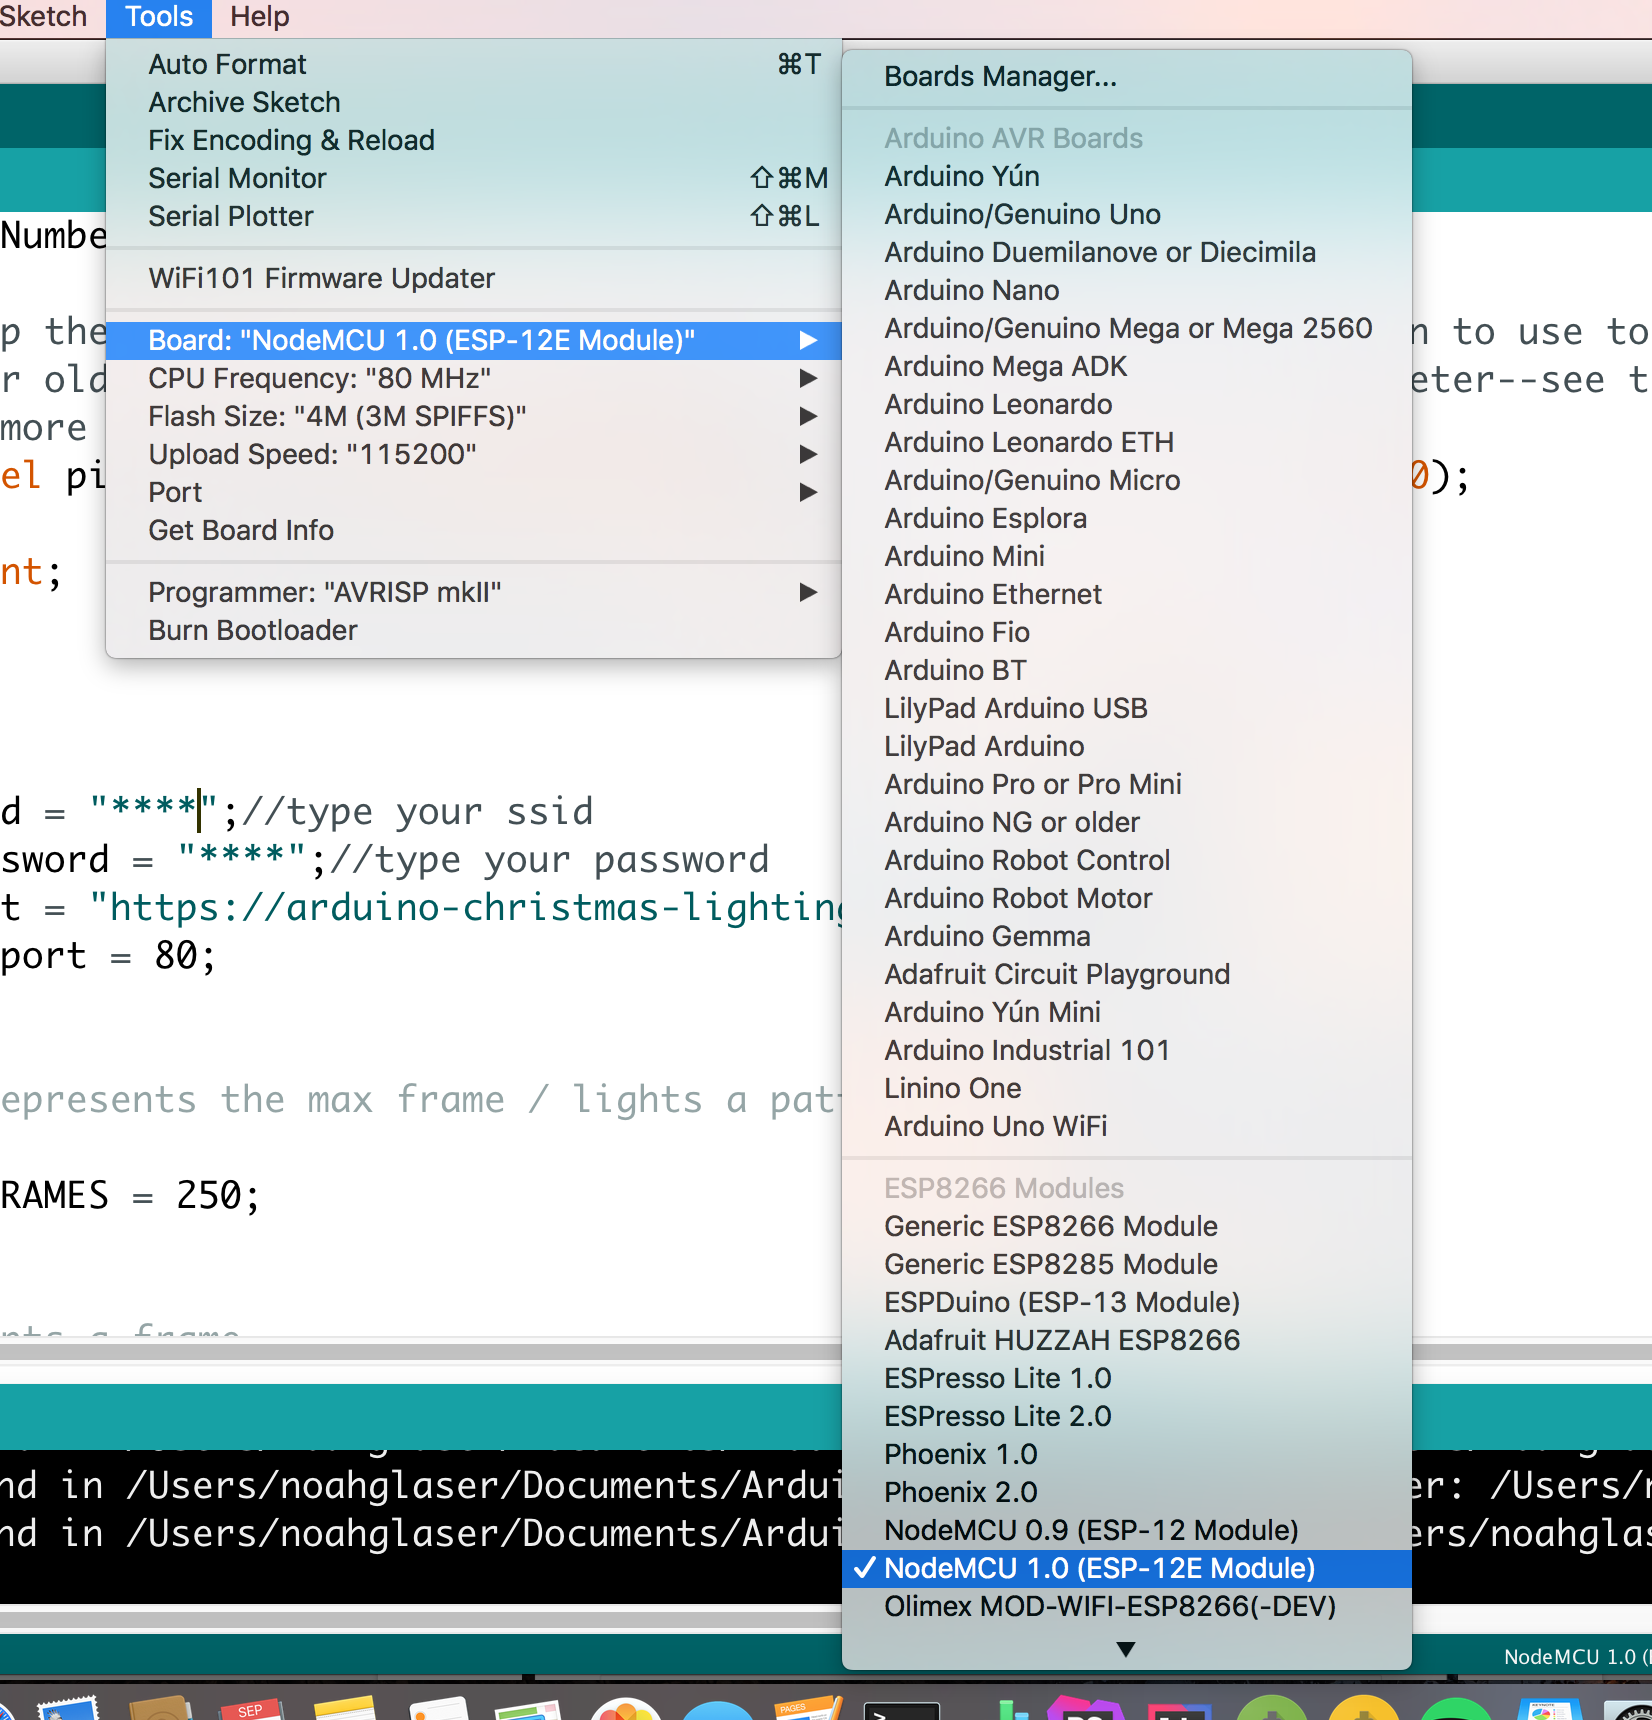 Sketch Tools Help
Auto Format ⌘T
Archive Sketch
Fix Encoding & Reload
Serial Monitor ⇧⌘M
Serial Plotter ⇧⌘L
WiFi101 Firmware Updater
Board: "NodeMCU 1.0 (ESP-12E Module)"
CPU Frequency: "80 MHz"
Flash Size: "4M (3M SPIFFS)"
Upload Speed: "115200"
Port
Get Board Info
Programmer: "AVRISP mkII"
Burn Bootloader
Boards Manager...
Arduino AVR Boards
Arduino Yún
Arduino/Genuino Uno
Arduino Duemilanove or Diecimila
Arduino Nano
Arduino/Genuino Mega or Mega 2560
Arduino Mega ADK
Arduino Leonardo
Arduino Leonardo ETH
Arduino/Genuino Micro
Arduino Esplora
Arduino Mini
Arduino Ethernet
Arduino Fio
Arduino BT
LilyPad Arduino USB
LilyPad Arduino
Arduino Pro or Pro Mini
Arduino NG or older
Arduino Robot Control
Arduino Robot Motor
Arduino Gemma
Adafruit Circuit Playground
Arduino Yún Mini
Arduino Industrial 101
Linino One
Arduino Uno WiFi
ESP8266 Modules
Generic ESP8266 Module
Generic ESP8285 Module
ESPDuino (ESP-13 Module)
Adafruit HUZZAH ESP8266
ESPresso Lite 1.0
ESPresso Lite 2.0
Phoenix 1.0
Phoenix 2.0
NodeMCU 0.9 (ESP-12 Module)
✓ NodeMCU 1.0 (ESP-12E Module)
Olimex MOD-WIFI-ESP8266(-DEV)
Numbe
p the n to use to
r old eter--see t
more
el pi 0);
nt;
d = "****";//type your ssid
sword = "****";//type your password
t = "https://arduino-christmas-lighting
port = 80;
epresents the max frame / lights a pat
RAMES = 250;
nts a frame
nd in /Users/noahglaser/Documents/Ardui er: /Users/
nd in /Users/noahglaser/Documents/Ardui ers/noahglas
NodeMCU 1.0 (
SEP
PAGES